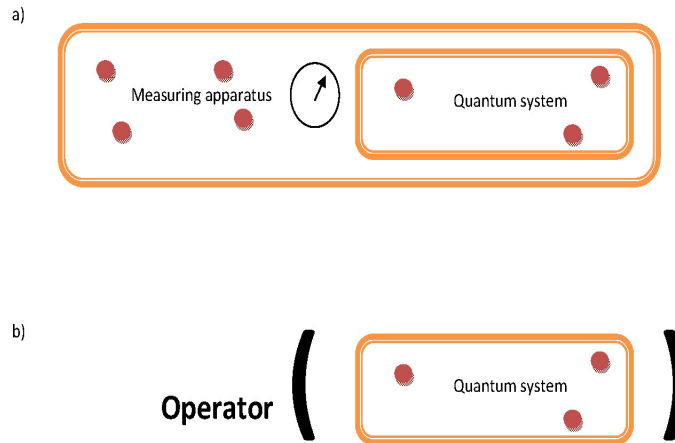 a)
Measuring apparatus
Quantum system
b)
Quantum system
Operator